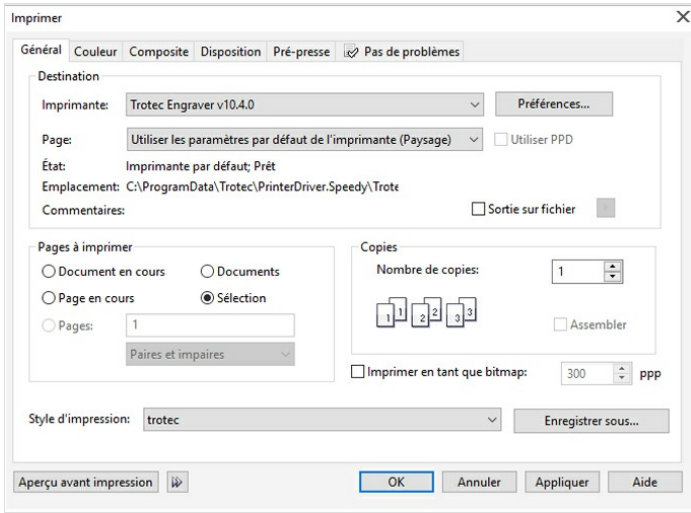 Imprimer
Général Couleur Composite Disposition Pré-presse Pas de problèmes
Destination
Imprimante: Trotec Engraver v10.4.0 Préférences...
Page: Utiliser les paramètres par défaut de l'imprimante (Paysage) Utiliser PPD
État: Imprimante par défaut; Prêt
Emplacement: C:\ProgramData\Trotec\PrinterDriver.Speedy\Trote
Commentaires: Sortie sur fichier
Pages à imprimer
Document en cours Documents
Page en cours Sélection
Pages: 1
Paires et impaires
Copies
Nombre de copies: 1
1 1 2 2 3 3
Assembler
Imprimer en tant que bitmap: 300 ppp
Style d'impression: trotec Enregistrer sous...
Aperçu avant impression OK Annuler Appliquer Aide